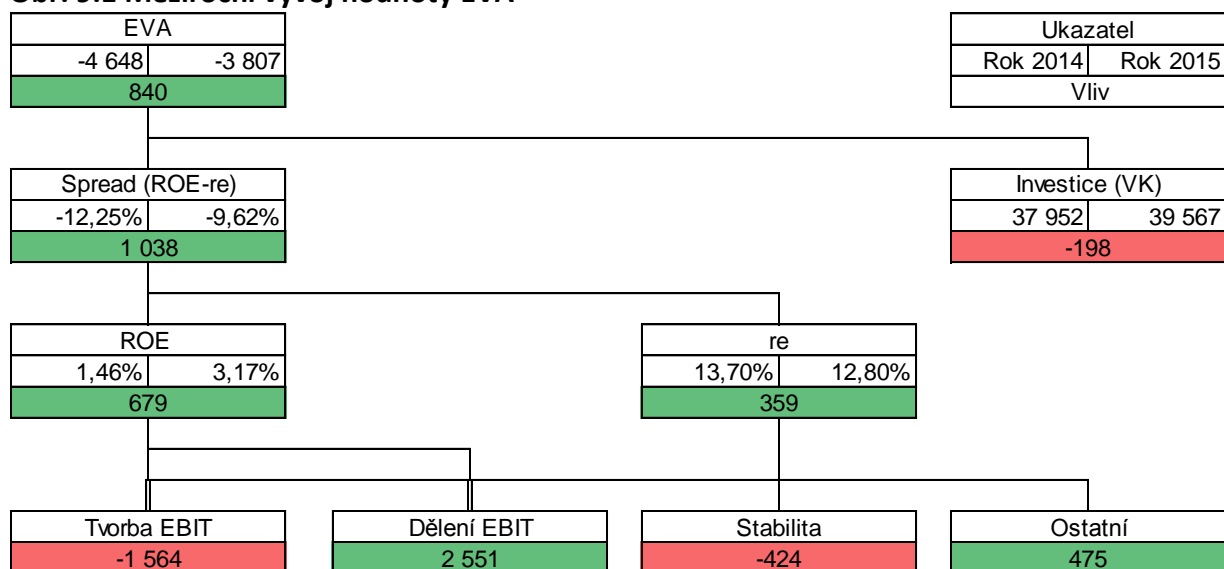 EVA
-4 648 -3 807
840
Ukazatel
Rok 2014 Rok 2015
Vliv
Spread (ROE-re)
-12,25% -9,62%
1 038
Investice (VK)
37 952 39 567
-198
ROE
1,46% 3,17%
679
re
13,70% 12,80%
359
Tvorba EBIT
-1 564
Dělení EBIT
2 551
Stabilita
-424
Ostatní
475